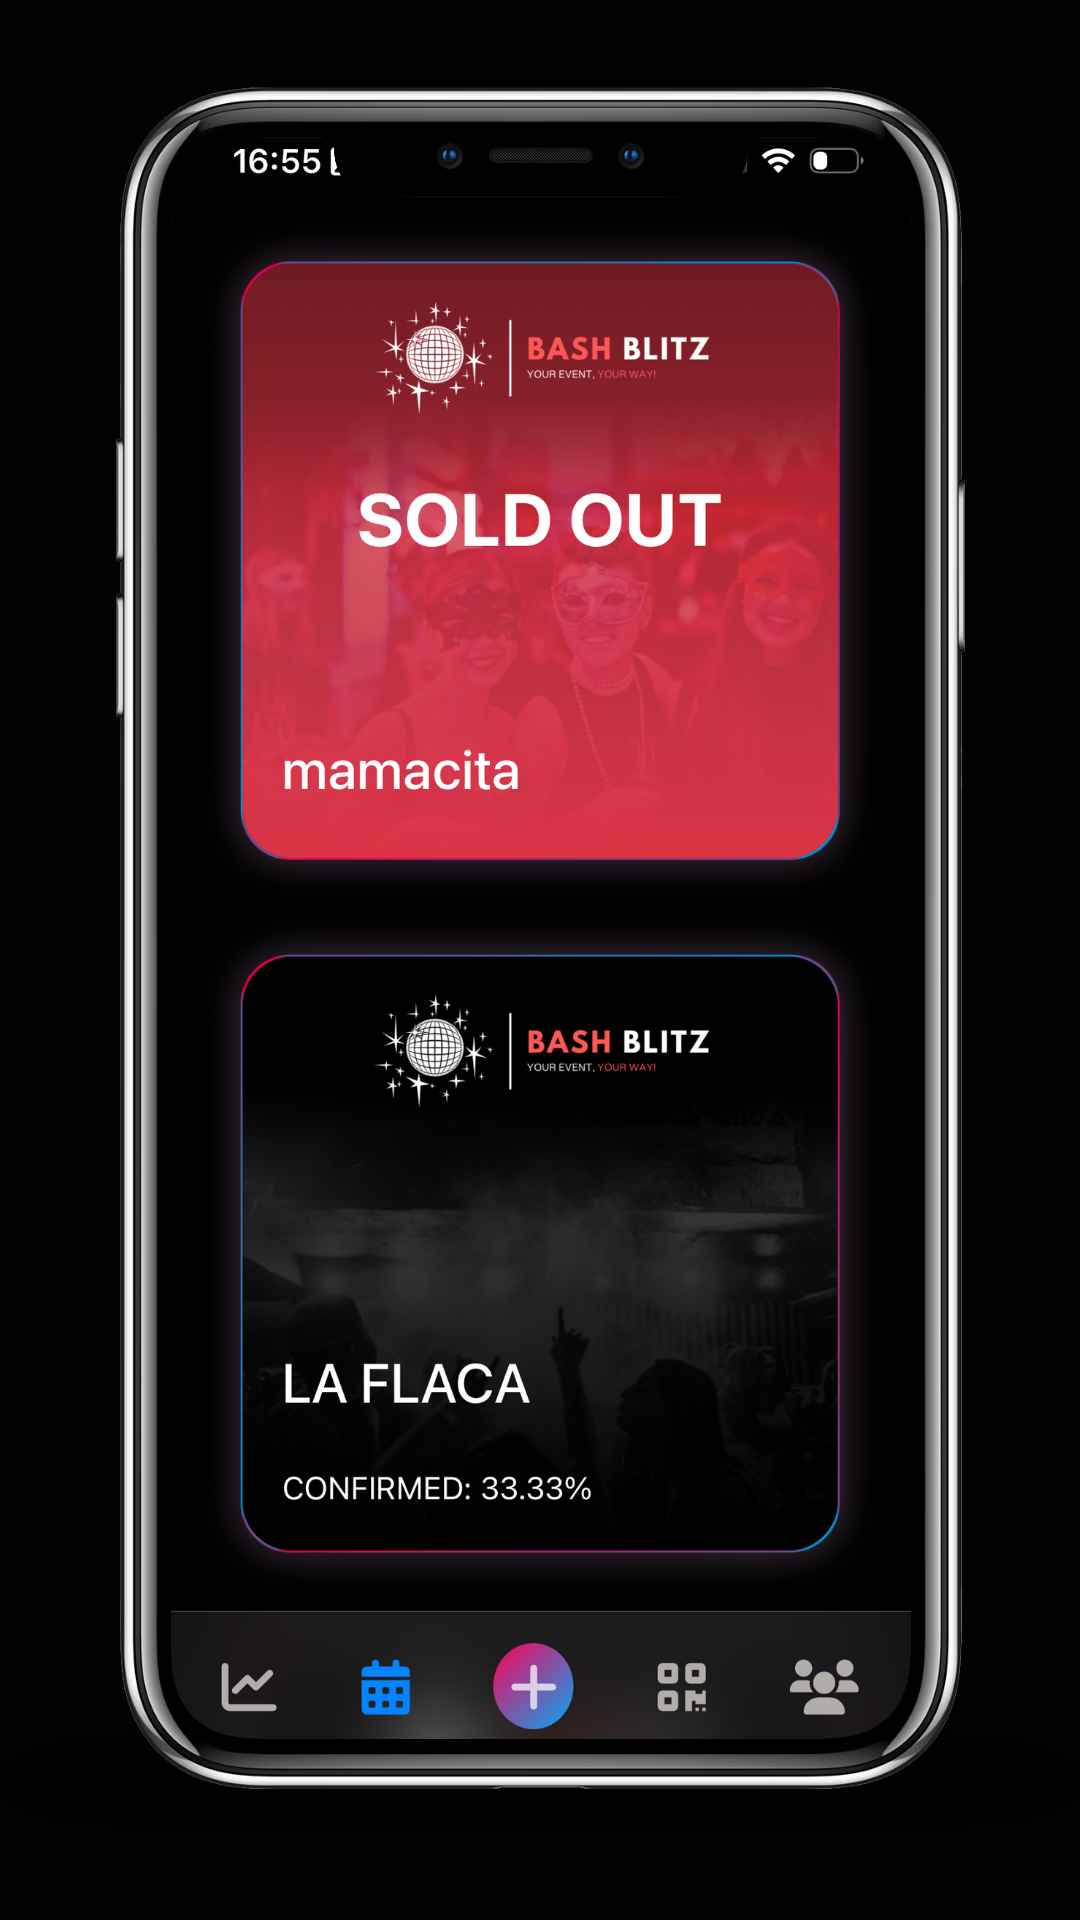 16:55
BASH BLITZ
YOUR EVENT, YOUR WAY!
SOLD OUT
mamacita
BASH BLITZ
YOUR EVENT, YOUR WAY!
LA FLACA
CONFIRMED: 33.33%